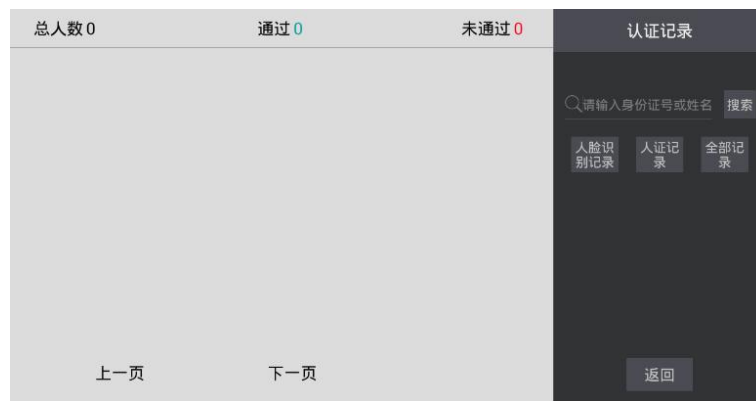 总人数 0 通过 0 未通过 0
认证记录
请输入身份证号或姓名 搜索
人脸识
别记录
人证记
录
全部记
录
上一页 下一页
返回